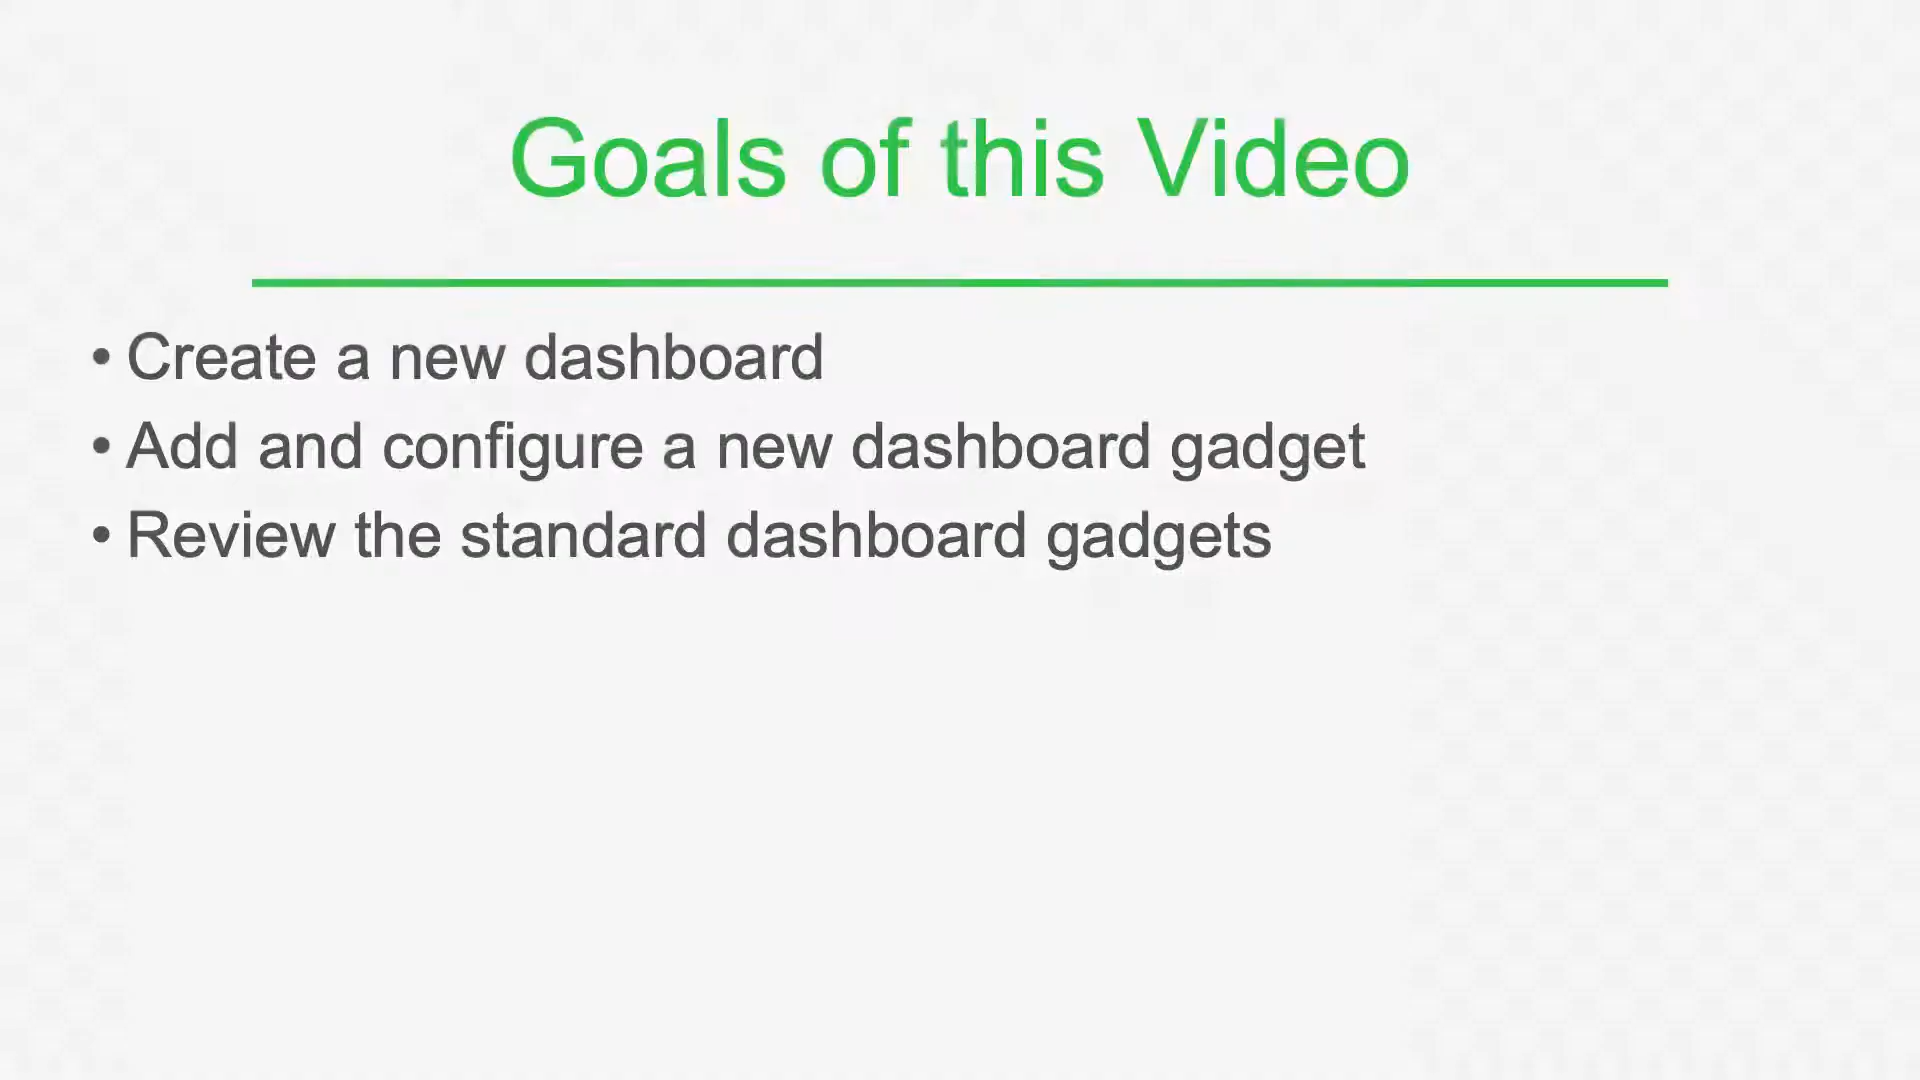 Goals of this Video
• Create a new dashboard
• Add and configure a new dashboard gadget
• Review the standard dashboard gadgets